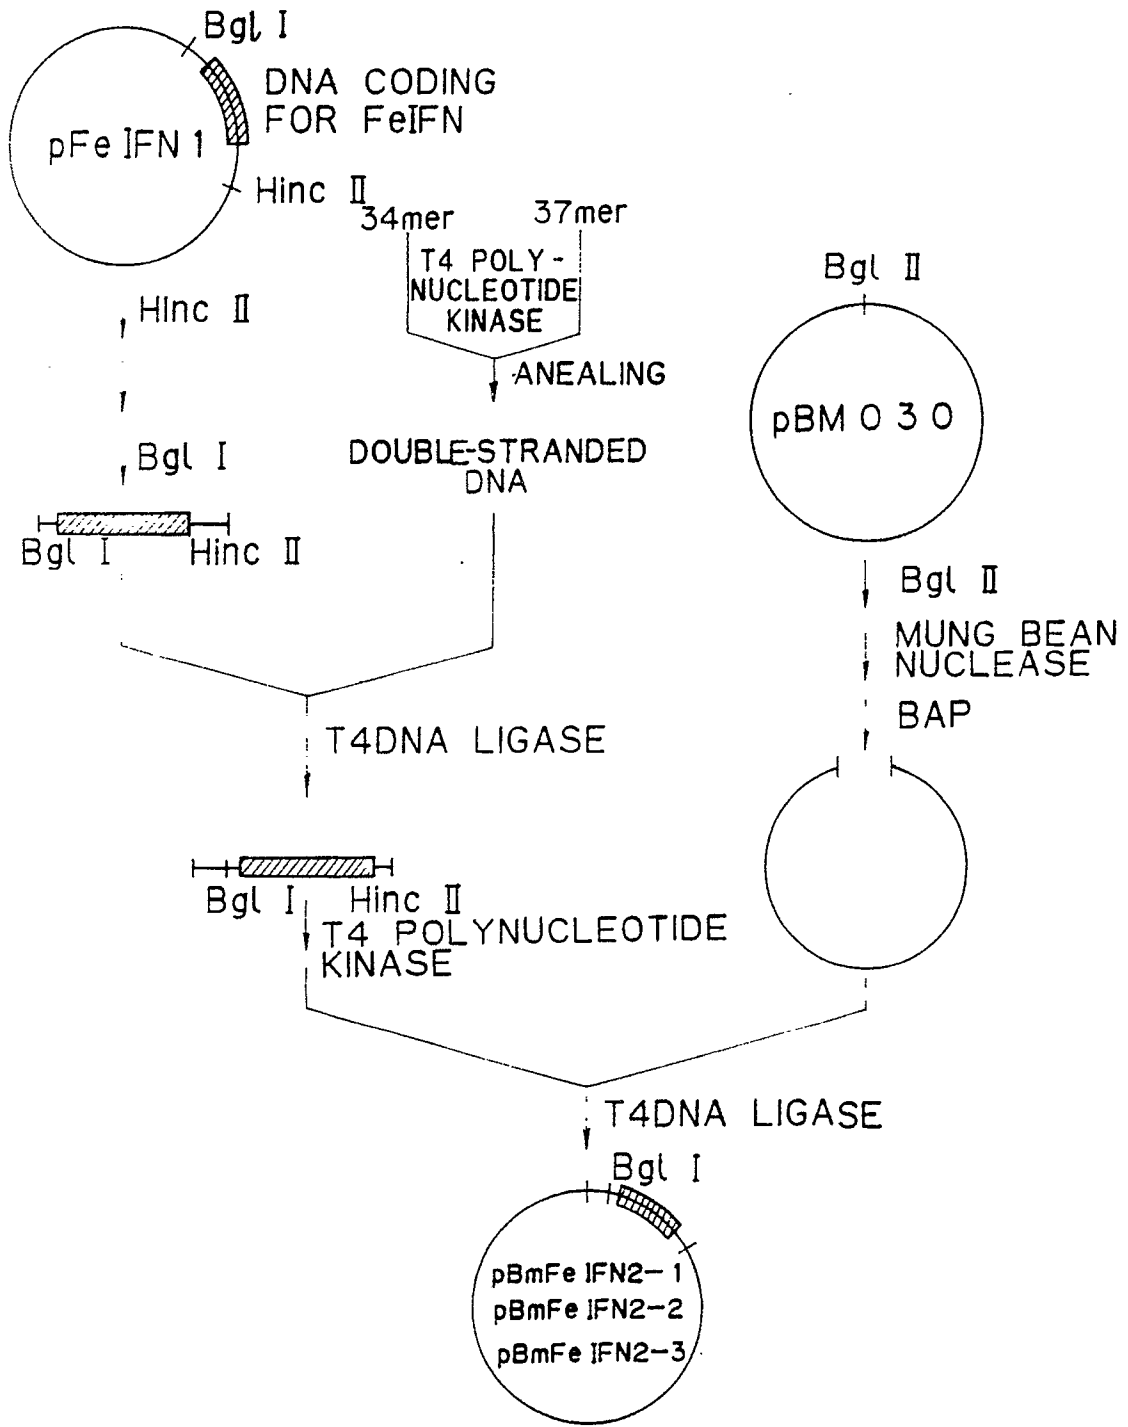 Bgl I
DNA CODING
FOR FeIFN
pFe IFN 1
Hinc II
34mer
37mer
T4 POLY-
NUCLEOTIDE
KINASE
ANEALING
DOUBLE-STRANDED
DNA
Hinc II
Bgl I
Bgl I
Hinc II
Bgl II
pBM 0 3 0
Bgl II
MUNG BEAN
NUCLEASE
BAP
T4DNA LIGASE
Bgl I
Hinc II
T4 POLYNUCLEOTIDE
KINASE
T4DNA LIGASE
Bgl I
pBmFe IFN2-1
pBmFe IFN2-2
pBmFe IFN2-3